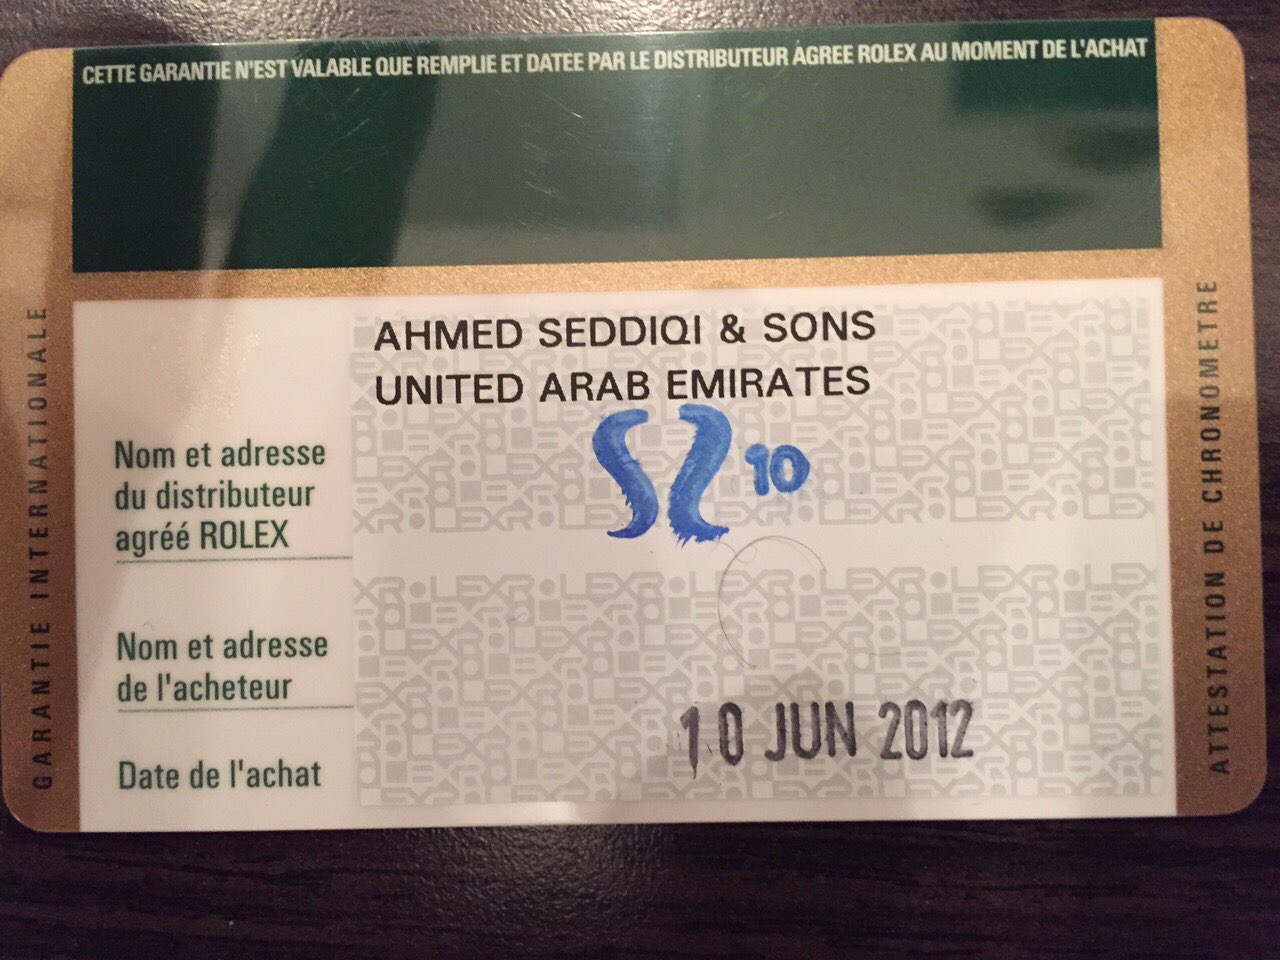 CETTE GARANTIE N'EST VALABLE QUE REMPLIE ET DATEE PAR LE DISTRIBUTEUR AGREE ROLEX AU MOMENT DE L'ACHAT
GARANTIE INTERNATIONALE
AHMED SEDDIQI & SONS
UNITED ARAB EMIRATES
Nom et adresse
du distributeur
agréé ROLEX
10
Nom et adresse
de l'acheteur
Date de l'achat
10 JUN 2012
ATTESTATION DE CHRONOMETRE